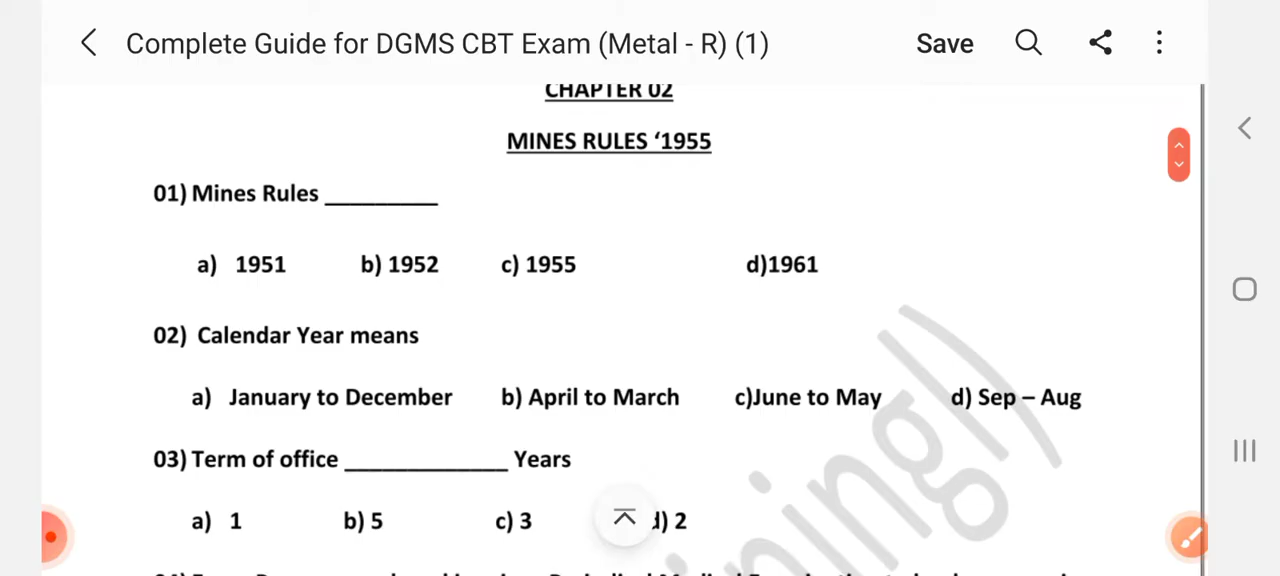 Complete Guide for DGMS CBT Exam (Metal - R) (1) Save
CHAPTER 02
MINES RULES ‘1955
01) Mines Rules _________
a) 1951 b) 1952 c) 1955 d)1961
02) Calendar Year means
a) January to December b) April to March c)June to May d) Sep – Aug
03) Term of office _____________ Years
a) 1 b) 5 c) 3 d) 2